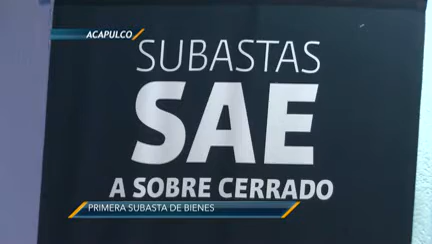 ACAPULCO
SUBASTAS
SAE
A SOBRE CERRADO
PRIMERA SUBASTA DE BIENES